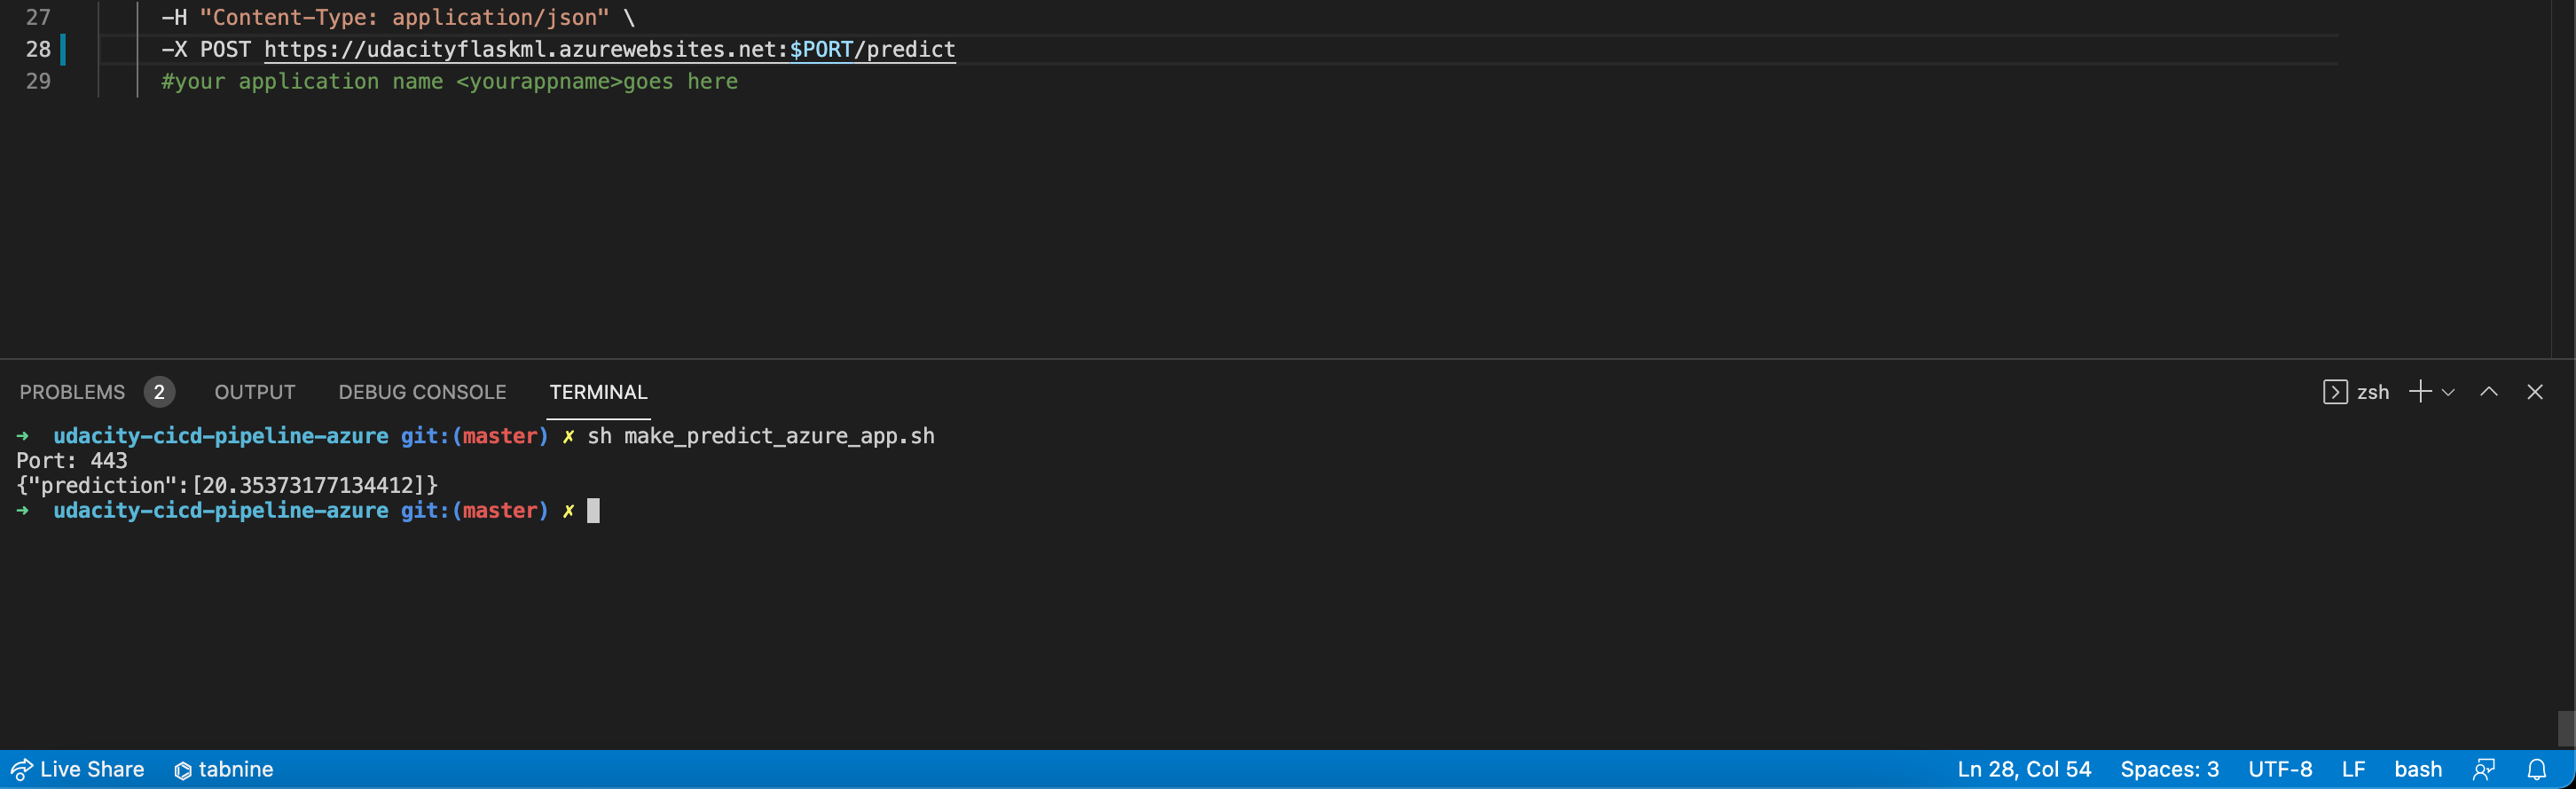 27 -H "Content-Type: application/json" \
28 -X POST https://udacityflaskml.azurewebsites.net:$PORT/predict
29 #your application name <yourappname>goes here
PROBLEMS 2 OUTPUT DEBUG CONSOLE TERMINAL zsh
➜ udacity-cicd-pipeline-azure git:(master) ✗ sh make_predict_azure_app.sh
Port: 443
{"prediction":[20.35373177134412]}
➜ udacity-cicd-pipeline-azure git:(master) ✗
Live Share tabnine Ln 28, Col 54 Spaces: 3 UTF-8 LF bash